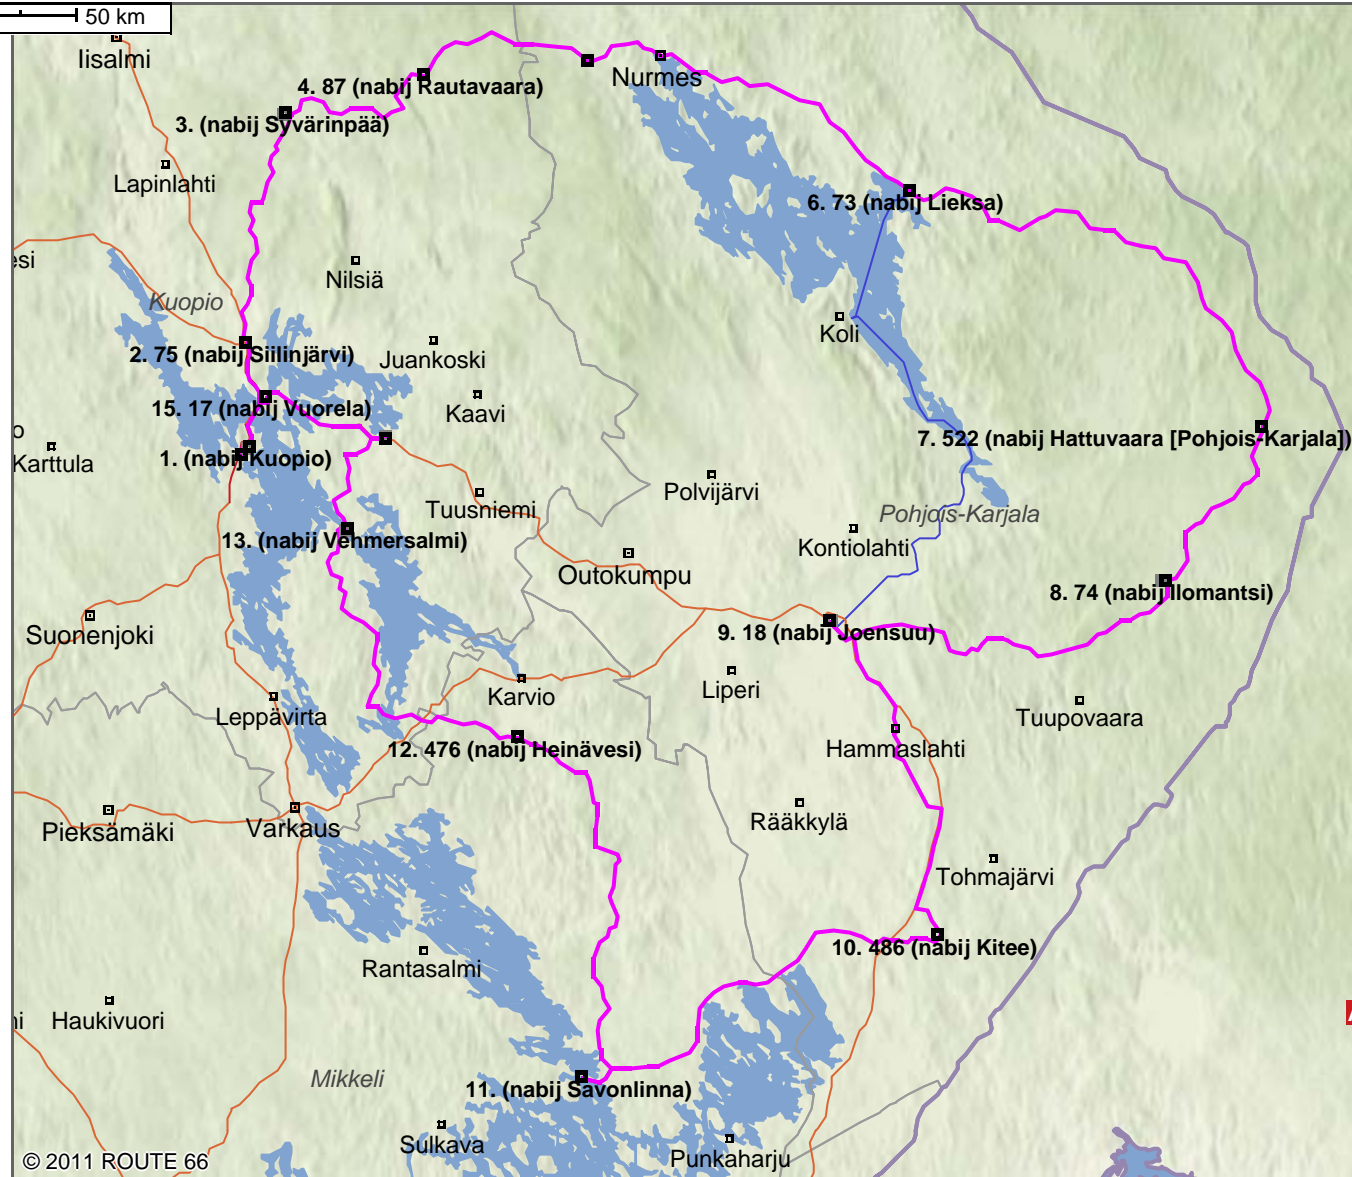 50 km
Iisalmi
4. 87 (nabij Rautavaara)
Nurmes
3. (nabij Syvärinpää)
Lapinlahti
6. 73 (nabij Lieksa)
esi
Nilsiä
Kuopio
Koli
2. 75 (nabij Siilinjärvi)
Juankoski
15. 17 (nabij Vuorela)
Kaavi
o
7. 522 (nabij Hattuvaara [Pohjois-Karjala])
Karttula
1. (nabij Kuopio)
Polvijärvi
Tuusniemi
Pohjois-Karjala
13. (nabij Vehmersalmi)
Kontiolahti
Outokumpu
8. 74 (nabij Ilomantsi)
Suonenjoki
9. 18 (nabij Joensuu)
Liperi
Karvio
Leppävirta
Tuupovaara
12. 476 (nabij Heinävesi)
Hammaslahti
Rääkkylä
Pieksämäki
Varkaus
Tohmajärvi
10. 486 (nabij Kitee)
Rantasalmi
Haukivuori
Mikkeli
11. (nabij Savonlinna)
Sulkava
Punkaharju
© 2011 ROUTE 66